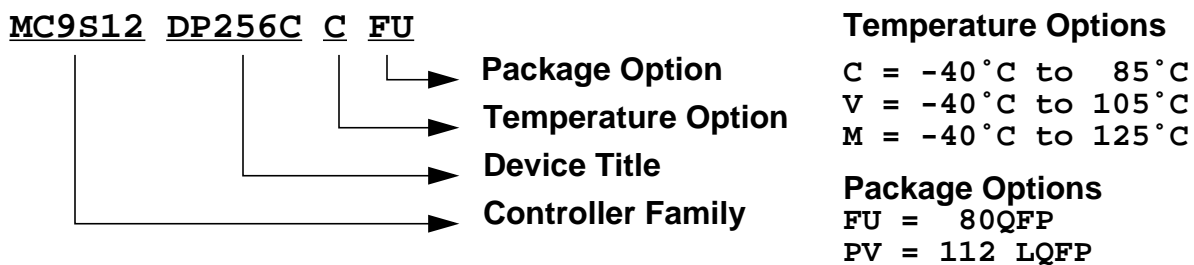 MC9S12 DP256C C FU
Package Option
Temperature Option
Device Title
Controller Family
Temperature Options
C = -40˚C to  85˚C
V = -40˚C to 105˚C
M = -40˚C to 125˚C
Package Options
FU =  80QFP
PV = 112 LQFP